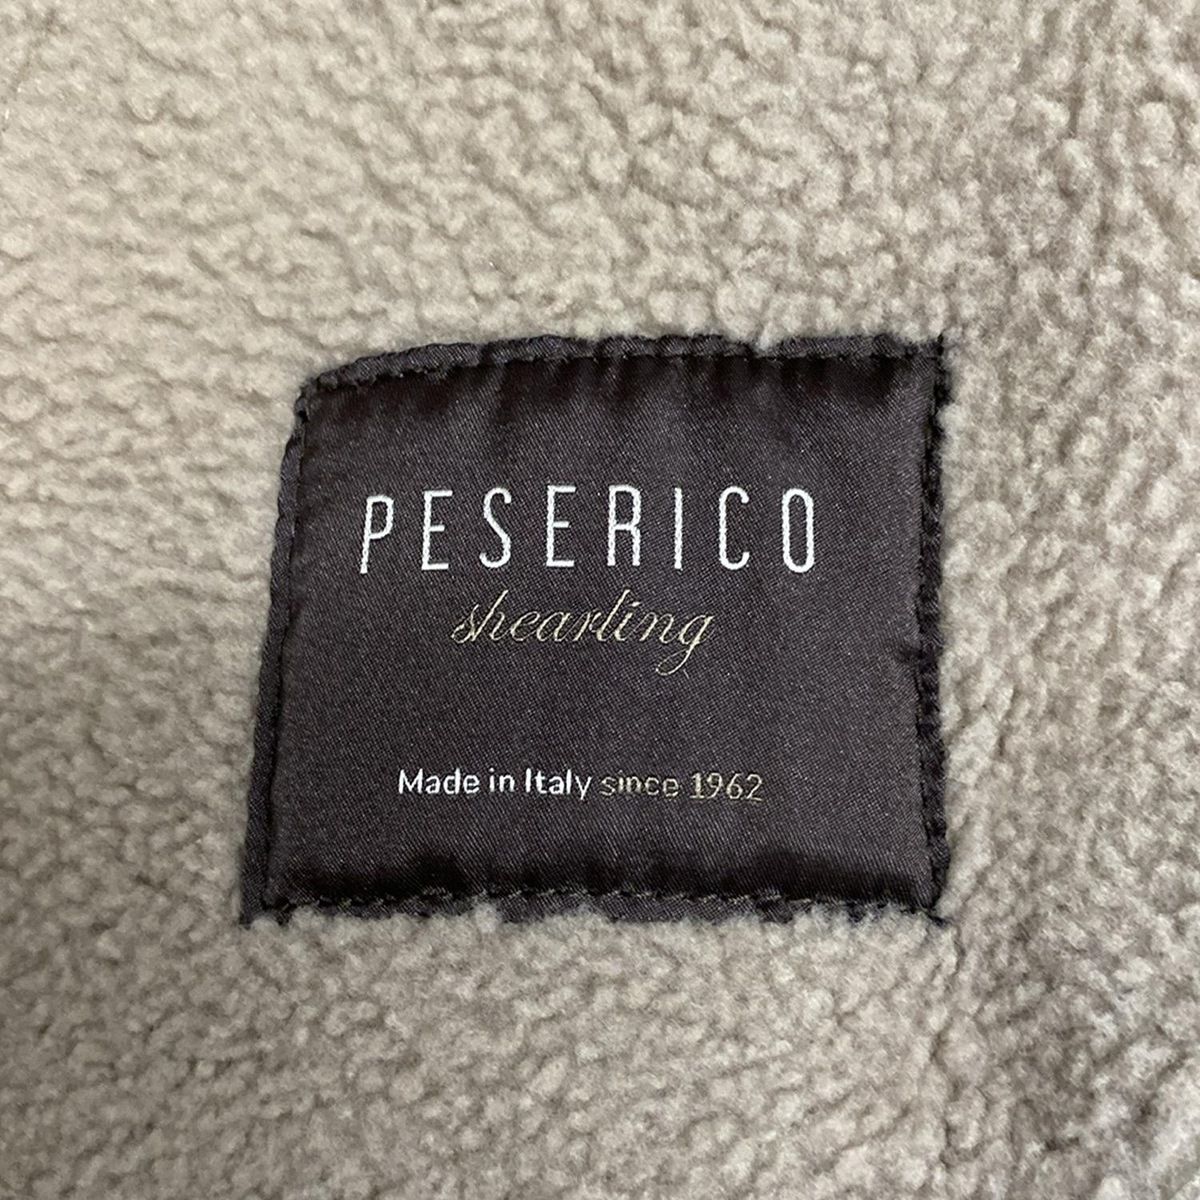 PESERICO
shearling
Made in Italy since 1962